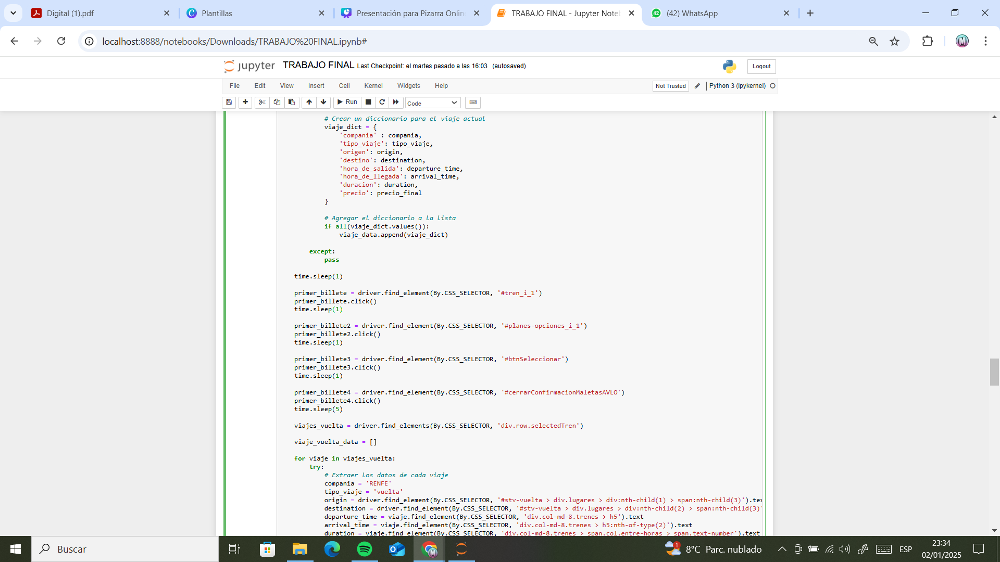 Digital (1).pdf
Plantillas
Presentación para Pizarra Onlin
TRABAJO FINAL - Jupyter Note
42
(42) WhatsApp
localhost:8888/notebooks/Downloads/TRABAJO%20FINAL.ipynb#
jupyter TRABAJO FINAL Last Checkpoint: el martes pasado a las 16:03 (autosaved)
Logout
File Edit View Insert Cell Kernel Widgets Help
Not Trusted
Python 3 (ipykernel)
Run
Code
# Crear un diccionario para el viaje actual
viaje_dict = {
'compania' : compania,
'tipo_viaje': tipo_viaje,
'origen': origin,
'destino': destination,
'hora_de_salida': departure_time,
'hora_de_llegada': arrival_time,
'duracion': duration,
'precio': precio_final
}
# Agregar el diccionario a la lista
if all(viaje_dict.values()):
viaje_data.append(viaje_dict)
except:
pass
time.sleep(1)
primer_billete = driver.find_element(By.CSS_SELECTOR, '#tren_i_1')
primer_billete.click()
time.sleep(1)
primer_billete2 = driver.find_element(By.CSS_SELECTOR, '#planes-opciones_i_1')
primer_billete2.click()
time.sleep(1)
primer_billete3 = driver.find_element(By.CSS_SELECTOR, '#btnSeleccionar')
primer_billete3.click()
time.sleep(1)
primer_billete4 = driver.find_element(By.CSS_SELECTOR, '#cerrarConfirmacionMaletasAVLO')
primer_billete4.click()
time.sleep(5)
viajes_vuelta = driver.find_elements(By.CSS_SELECTOR, 'div.row.selectedTren')
viaje_vuelta_data = []
for viaje in viajes_vuelta:
try:
# Extraer los datos de cada viaje
compania = 'RENFE'
tipo_viaje = 'vuelta'
origin = driver.find_element(By.CSS_SELECTOR, '#stv-vuelta > div.lugares > div:nth-child(1) > span:nth-child(3)').tex
destination = driver.find_element(By.CSS_SELECTOR, '#stv-vuelta > div.lugares > div:nth-child(2) > span:nth-child(3)'
departure_time = viaje.find_element(By.CSS_SELECTOR, 'div.col-md-8.trenes > h5').text
arrival_time = viaje.find_element(By.CSS_SELECTOR, 'div.col-md-8.trenes > h5:nth-of-type(2)').text
duration = viaje.find_element(By.CSS_SELECTOR, 'div.col-md-8.trenes > span.col.entre-horas > span.text-number').text
Buscar
1
8°C Parc. nublado
ESP
23:34
02/01/2025